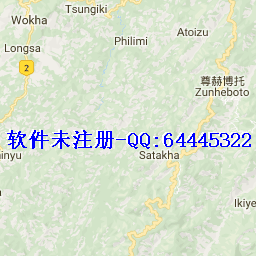 Tsungiki
Wokha
Atoizu
Philimi
Longsa
2
尊赫博托
Zunheboto
软件未注册-QQ:64445322
inyu
Satakha
Ikiye